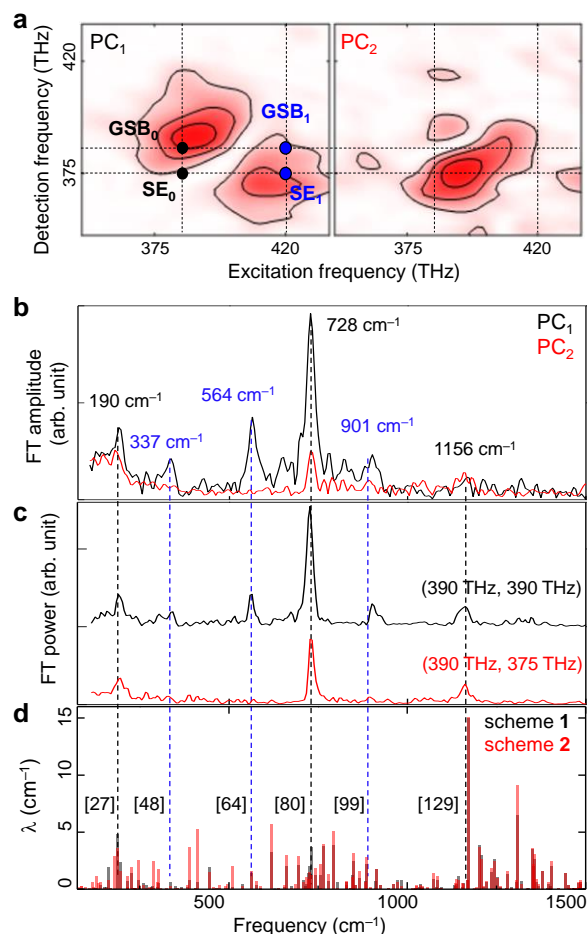 a
PC₁
PC₂
Detection frequency (THz)
420
375
GSB₀
SE₀
GSB₁
SE₁
375
420
375
420
Excitation frequency (THz)
b
FT amplitude
(arb. unit)
728 cm⁻¹
PC₁
PC₂
190 cm⁻¹
564 cm⁻¹
337 cm⁻¹
901 cm⁻¹
1156 cm⁻¹
c
FT power (arb. unit)
(390 THz, 390 THz)
(390 THz, 375 THz)
d
λ (cm⁻¹)
15
10
5
0
scheme 1
scheme 2
[27]
[48]
[64]
[80]
[99]
[129]
500
1000
1500
Frequency (cm⁻¹)